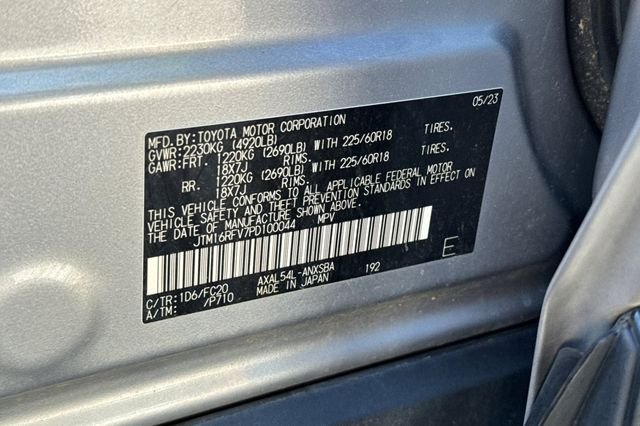 05/23
MFD.BY:TOYOTA MOTOR CORPORATION
GVWR:2230KG (4920LB)
GAWR:FRT. 1220KG (2690LB) WITH 225/60R18 TIRES.
18X7J RIMS.
RR. 1220KG (2690LB) WITH 225/60R18 TIRES.
18X7J RIMS.
THIS VEHICLE CONFORMS TO ALL APPLICABLE FEDERAL MOTOR
VEHICLE SAFETY AND THEFT PREVENTION STANDARDS IN EFFECT ON
THE DATE OF MANUFACTURE SHOWN ABOVE.
JTM16RFV7PD100044 MPV
E
C/TR:1D6/FC20 AXAL54L-ANXSBA 192
A/TM: /P710 MADE IN JAPAN